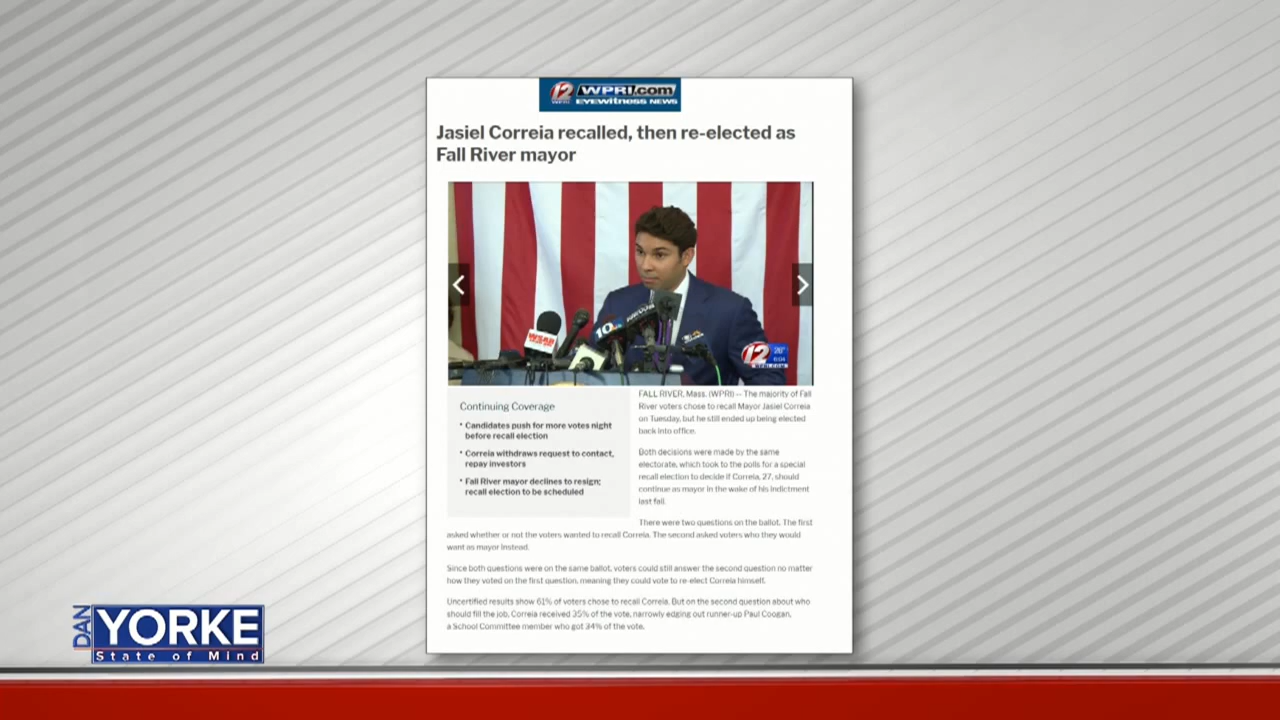 12 WPRI.com
WPRI
EYEWITNESS NEWS
Jasiel Correia recalled, then re-elected as
Fall River mayor
WSAR
10
12 28°
6:04
WPRI.COM
Continuing Coverage
• Candidates push for more votes night
before recall election
• Correia withdraws request to contact,
repay investors
• Fall River mayor declines to resign;
recall election to be scheduled
FALL RIVER, Mass. (WPRI) — The majority of Fall
River voters chose to recall Mayor Jasiel Correia
on Tuesday, but he still ended up being elected
back into office.
Both decisions were made by the same
electorate, which took to the polls for a special
recall election to decide if Correia, 27, should
continue as mayor in the wake of his indictment
last fall.
There were two questions on the ballot. The first
asked whether or not the voters wanted to recall Correia. The second asked voters who they would
want as mayor instead.
Since both questions were on the same ballot, voters could still answer the second question no matter
how they voted on the first question, meaning they could vote to re-elect Correia himself.
Uncertified results show 61% of voters chose to recall Correia. But on the second question about who
should fill the job, Correia received 35% of the vote, narrowly edging out runner-up Paul Coogan,
a School Committee member who got 34% of the vote.
DAN
YORKE
State of Mind